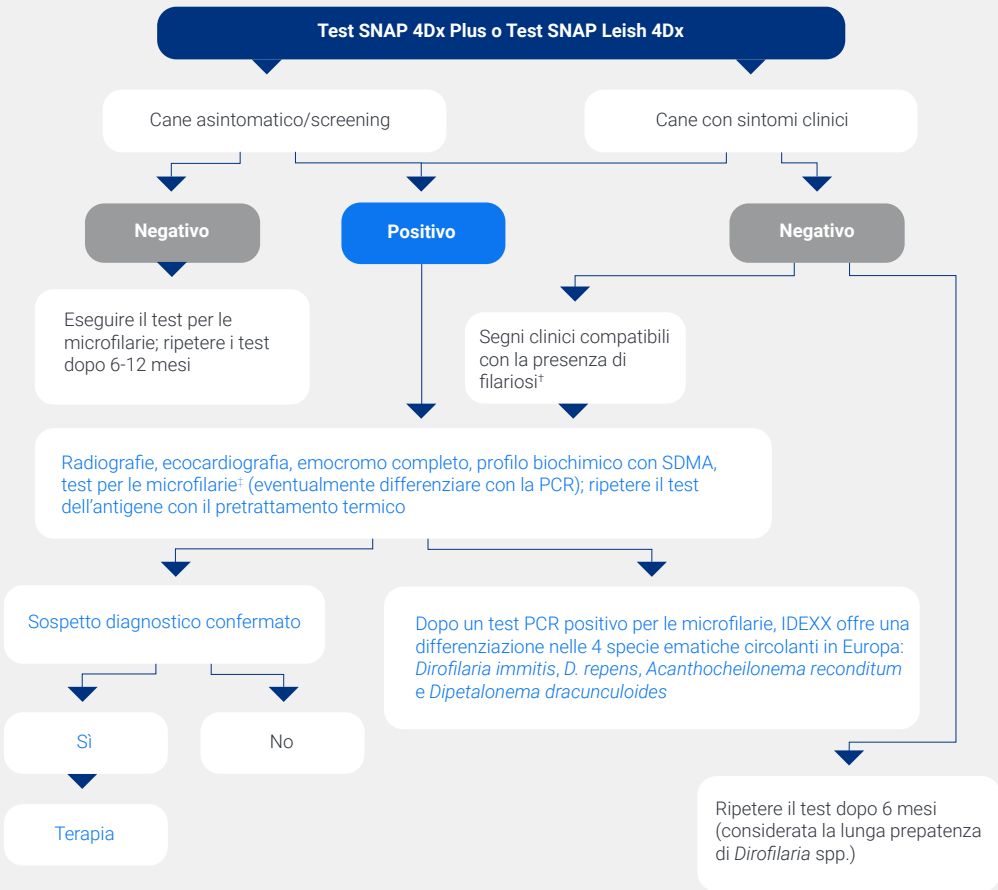 Test SNAP 4Dx Plus o Test SNAP Leish 4Dx
Cane asintomatico/screening
Cane con sintomi clinici
Negativo
Positivo
Negativo
Eseguire il test per le
microfilarie; ripetere i test
dopo 6-12 mesi
Segni clinici compatibili
con la presenza di
filariosi†
Radiografie, ecocardiografia, emocromo completo, profilo biochimico con SDMA,
test per le microfilarie‡ (eventualmente differenziare con la PCR); ripetere il test
dell’antigene con il pretrattamento termico
Sospetto diagnostico confermato
Dopo un test PCR positivo per le microfilarie, IDEXX offre una
differenziazione nelle 4 specie ematiche circolanti in Europa:
Dirofilaria immitis, D. repens, Acanthocheilonema reconditum
e Dipetalonema dracunculoides
Sì
No
Terapia
Ripetere il test dopo 6 mesi
(considerata la lunga prepatenza
di Dirofilaria spp.)